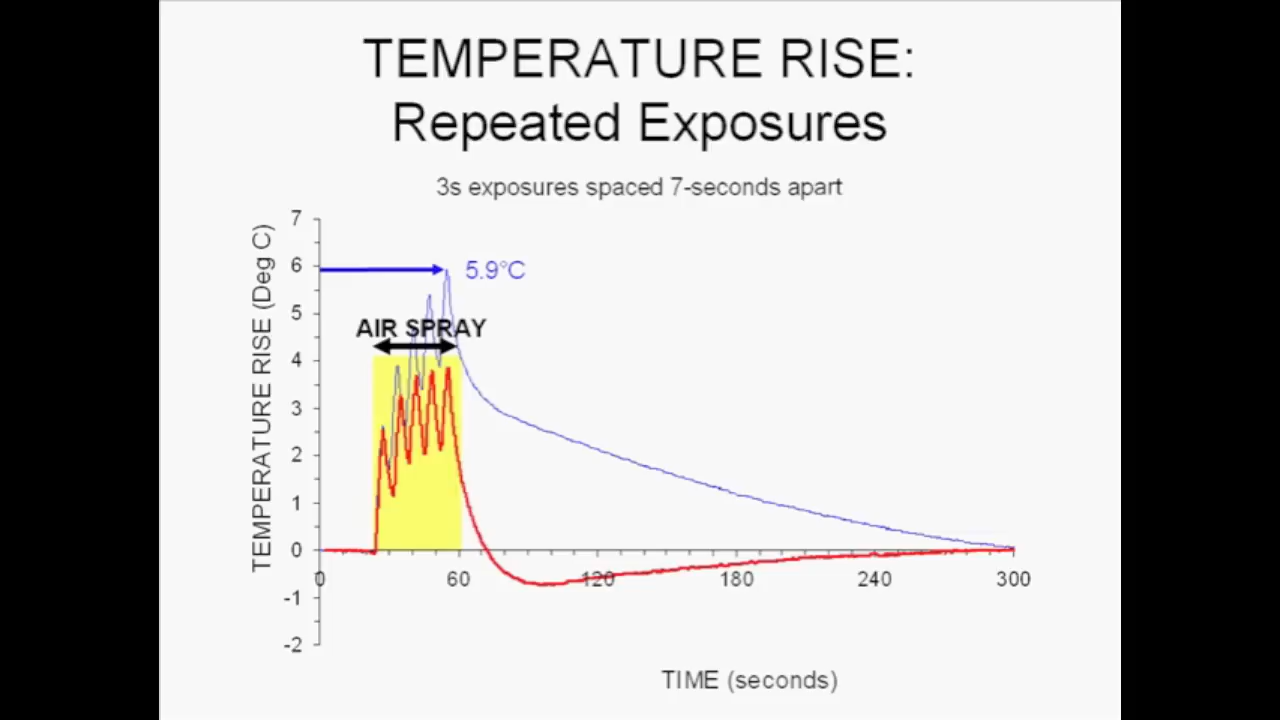 TEMPERATURE RISE:
Repeated Exposures
3s exposures spaced 7-seconds apart
TEMPERATURE RISE (Deg C)
7
6
5
4
3
2
1
0
-1
-2
5.9°C
AIR SPRAY
0
60
120
180
240
300
TIME (seconds)